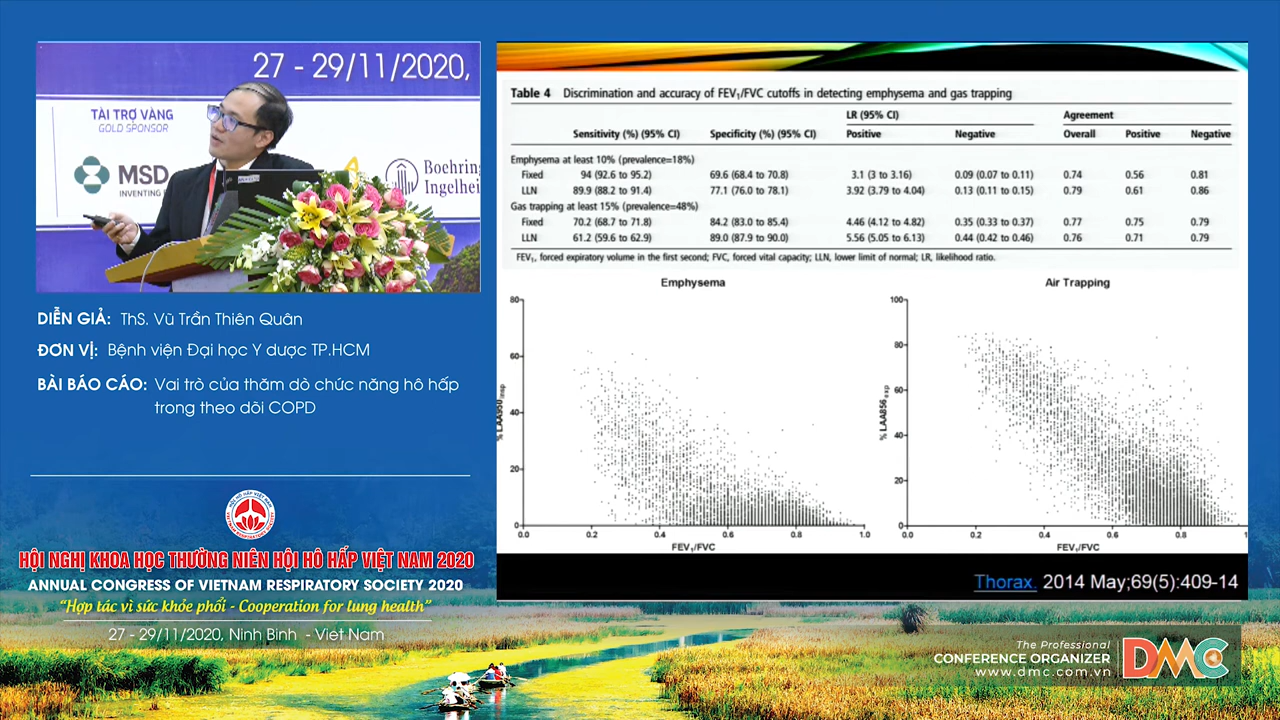 27 - 29/11/2020,
TÀI TRỢ VÀNG
GOLD SPONSOR
MSD
INVENTING
Boehring
Ingelhei
DIỄN GIẢ: ThS. Vũ Trần Thiên Quân
ĐƠN VỊ: Bệnh viện Đại học Y dược TP.HCM
BÀI BÁO CÁO: Vai trò của thăm dò chức năng hô hấp
trong theo dõi COPD
HỘI NGHỊ KHOA HỌC THƯỜNG NIÊN HỘI HÔ HẤP VIỆT NAM 2020
ANNUAL CONGRESS OF VIETNAM RESPIRATORY SOCIETY 2020
“Hợp tác vì sức khỏe phổi - Cooperation for lung health”
27 - 29/11/2020, Ninh Binh - Viet Nam
Table 4 Discrimination and accuracy of FEV₁/FVC cutoffs in detecting emphysema and gas trapping
LR (95% CI) Agreement
Sensitivity (%) (95% CI) Specificity (%) (95% CI) Positive Negative Overall Positive Negative
Emphysema at least 10% (prevalence=18%)
Fixed 94 (92.6 to 95.2) 69.6 (68.4 to 70.8) 3.1 (3 to 3.16) 0.09 (0.07 to 0.11) 0.74 0.56 0.81
LLN 89.9 (88.2 to 91.4) 77.1 (76.0 to 78.1) 3.92 (3.79 to 4.04) 0.13 (0.11 to 0.15) 0.79 0.61 0.86
Gas trapping at least 15% (prevalence=48%)
Fixed 70.2 (68.7 to 71.8) 84.2 (83.0 to 85.4) 4.46 (4.12 to 4.82) 0.35 (0.33 to 0.37) 0.77 0.75 0.79
LLN 61.2 (59.6 to 62.9) 89.0 (87.9 to 90.0) 5.56 (5.05 to 6.13) 0.44 (0.42 to 0.46) 0.76 0.71 0.79
FEV₁, forced expiratory volume in the first second; FVC, forced vital capacity; LLN, lower limit of normal; LR, likelihood ratio.
Emphysema
80
60
40
20
0
% LAA950 insp
0.0 0.2 0.4 0.6 0.8 1.0
FEV₁/FVC
Air Trapping
100
80
60
40
20
0
% LAA856 exp
0.0 0.2 0.4 0.6 0.8
FEV₁/FVC
Thorax. 2014 May;69(5):409-14
The Professional
CONFERENCE ORGANIZER
www.dmc.com.vn
DMC